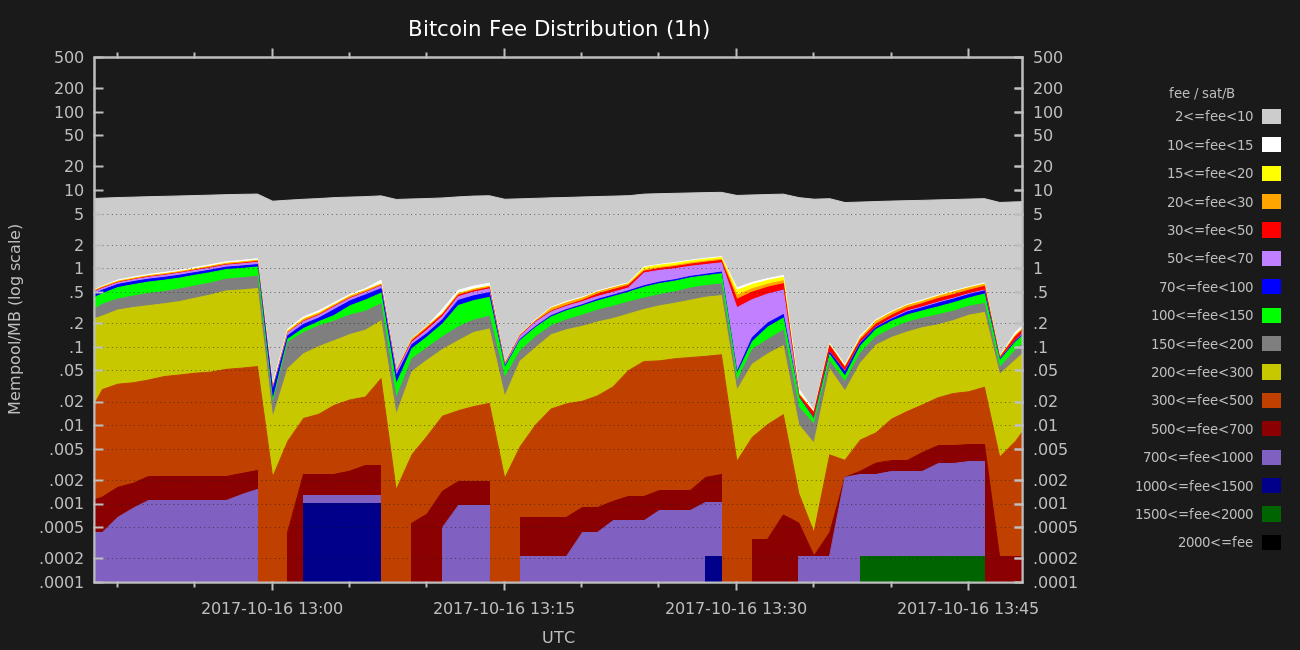 Bitcoin Fee Distribution (1h)
500 500
200 200
100 100
50 50
20 20
10 10
5 5
2 2
1 1
.5 .5
.2 .2
.1 .1
.05 .05
.02 .02
.01 .01
.005 .005
.002 .002
.001 .001
.0005 .0005
.0002 .0002
.0001 .0001
Mempool/MB (log scale)
2017-10-16 13:00 2017-10-16 13:15 2017-10-16 13:30 2017-10-16 13:45
UTC
fee / sat/B
2<=fee<10
10<=fee<15
15<=fee<20
20<=fee<30
30<=fee<50
50<=fee<70
70<=fee<100
100<=fee<150
150<=fee<200
200<=fee<300
300<=fee<500
500<=fee<700
700<=fee<1000
1000<=fee<1500
1500<=fee<2000
2000<=fee